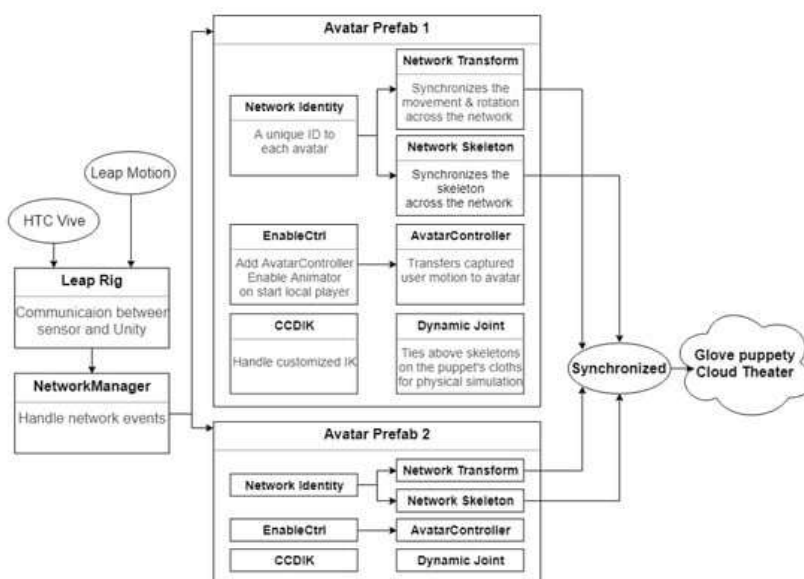 Avatar Prefab 1
Network Transform
Synchronizes the
movement & rotation
across the network
Network Identity
A unique ID to
each avatar
Network Skeleton
Synchronizes the
skeleton
across the network
Leap Motion
HTC Vive
EnableCtrl
Add AvatarController
Enable Animator
on start local player
AvatarController
Transfers captured
user motion to avatar
Leap Rig
Communicaion between
sensor and Unity
CCDIK
Handle customized IK
Dynamic Joint
Ties above skeletons
on the puppet's cloths
for physical simulation
NetworkManager
Handle network events
Synchronized
Glove puppety
Cloud Theater
Avatar Prefab 2
Network Identity
Network Transform
Network Skeleton
EnableCtrl
AvatarController
CCDIK
Dynamic Joint